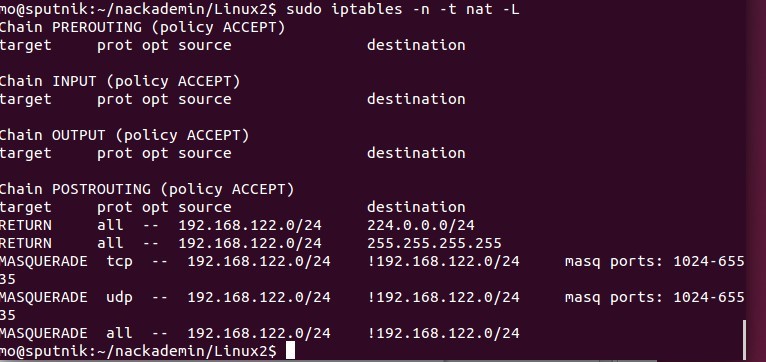 mo@sputnik:~/nackademin/Linux2$ sudo iptables -n -t nat -L
Chain PREROUTING (policy ACCEPT)
target     prot opt source               destination

Chain INPUT (policy ACCEPT)
target     prot opt source               destination

Chain OUTPUT (policy ACCEPT)
target     prot opt source               destination

Chain POSTROUTING (policy ACCEPT)
target     prot opt source               destination
RETURN     all  --  192.168.122.0/24     224.0.0.0/24
RETURN     all  --  192.168.122.0/24     255.255.255.255
MASQUERADE  tcp  --  192.168.122.0/24    !192.168.122.0/24     masq ports: 1024-655
35
MASQUERADE  udp  --  192.168.122.0/24    !192.168.122.0/24     masq ports: 1024-655
35
MASQUERADE  all  --  192.168.122.0/24    !192.168.122.0/24
mo@sputnik:~/nackademin/Linux2$